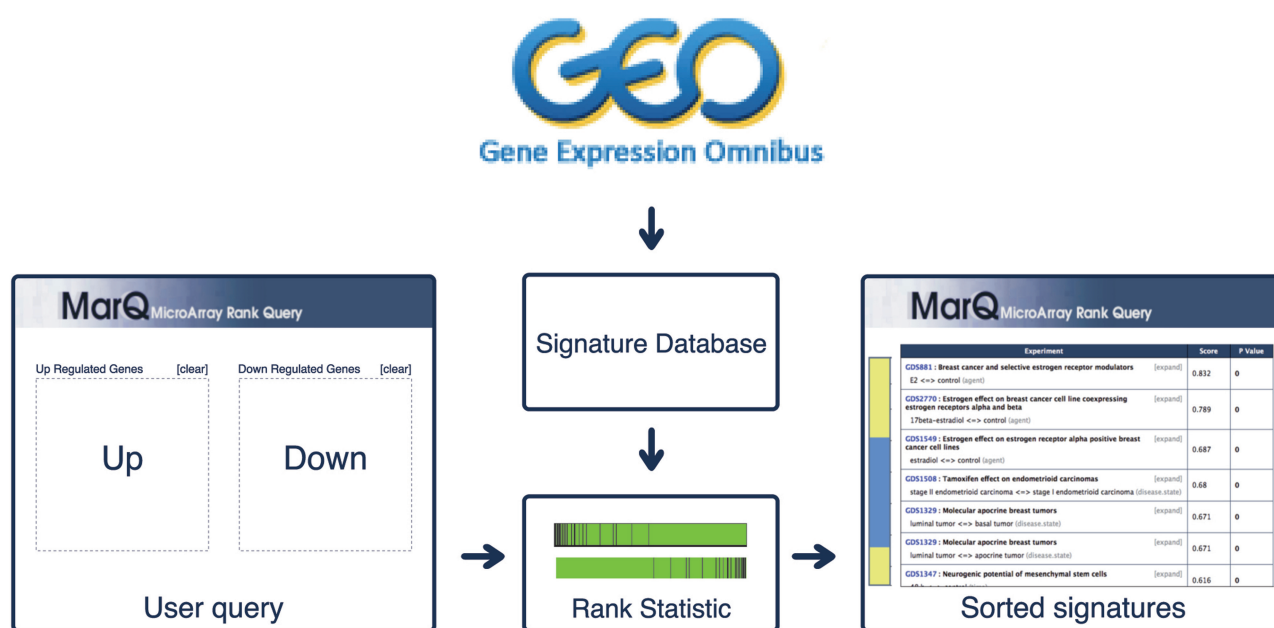 GEO
Gene Expression Omnibus
MarQ MicroArray Rank Query
Up Regulated Genes [clear] Down Regulated Genes [clear]
Up Down
User query
Signature Database
Rank Statistic
MarQ MicroArray Rank Query
Experiment Score P Value
GDS881 : Breast cancer and selective estrogen receptor modulators [expand] 0.832 0
E2 <=> control (agent)
GDS2770 : Estrogen effect on breast cancer cell line coexpressing [expand]
estrogen receptors alpha and beta 0.789 0
17beta-estradiol <=> control (agent)
GDS1549 : Estrogen effect on estrogen receptor alpha positive breast [expand]
cancer cell lines 0.687 0
estradiol <=> control (agent)
GDS1508 : Tamoxifen effect on endometrioid carcinomas [expand] 0.68 0
stage II endometrioid carcinoma <=> stage I endometrioid carcinoma (disease.state)
GDS1329 : Molecular apocrine breast tumors [expand] 0.671 0
luminal tumor <=> basal tumor (disease.state)
GDS1329 : Molecular apocrine breast tumors [expand] 0.671 0
luminal tumor <=> apocrine tumor (disease.state)
GDS1347 : Neurogenic potential of mesenchymal stem cells [expand] 0.616 0
Sorted signatures